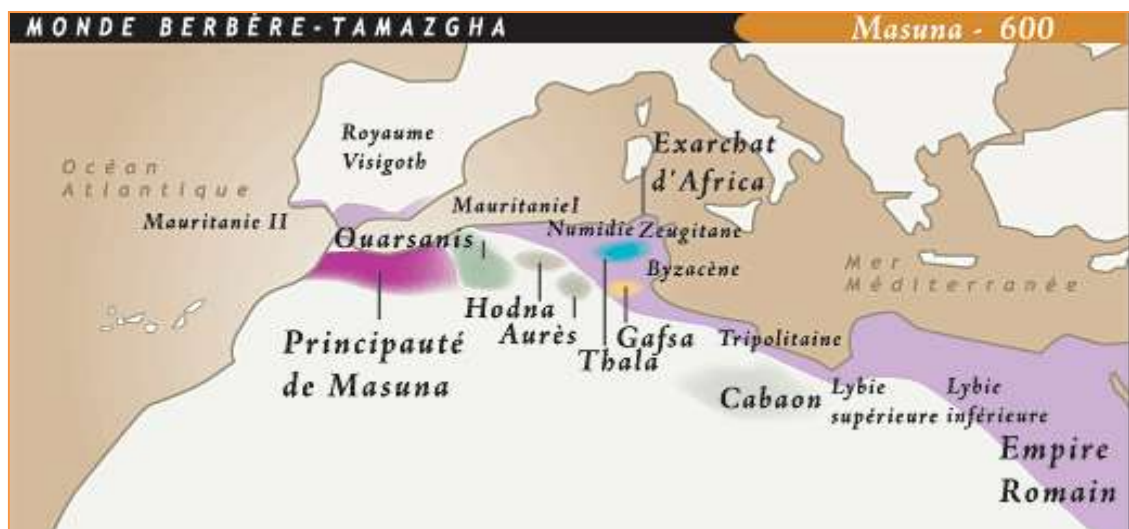 MONDE BERBÈRE-TAMAZGHA
Masuna - 600
Royaume
Visigoth
Océan
Atlantique
Mauritanie II
Exarchat
d'Africa
MauritanieI
Ouarsanis
Numidie
Zeugitane
Byzacène
Mer
Méditerranée
Hodna
Aurès
Gafsa
Thala
Tripolitaine
Principauté
de Masuna
Cabaon
Lybie
supérieure
Lybie
inférieure
Empire
Romain